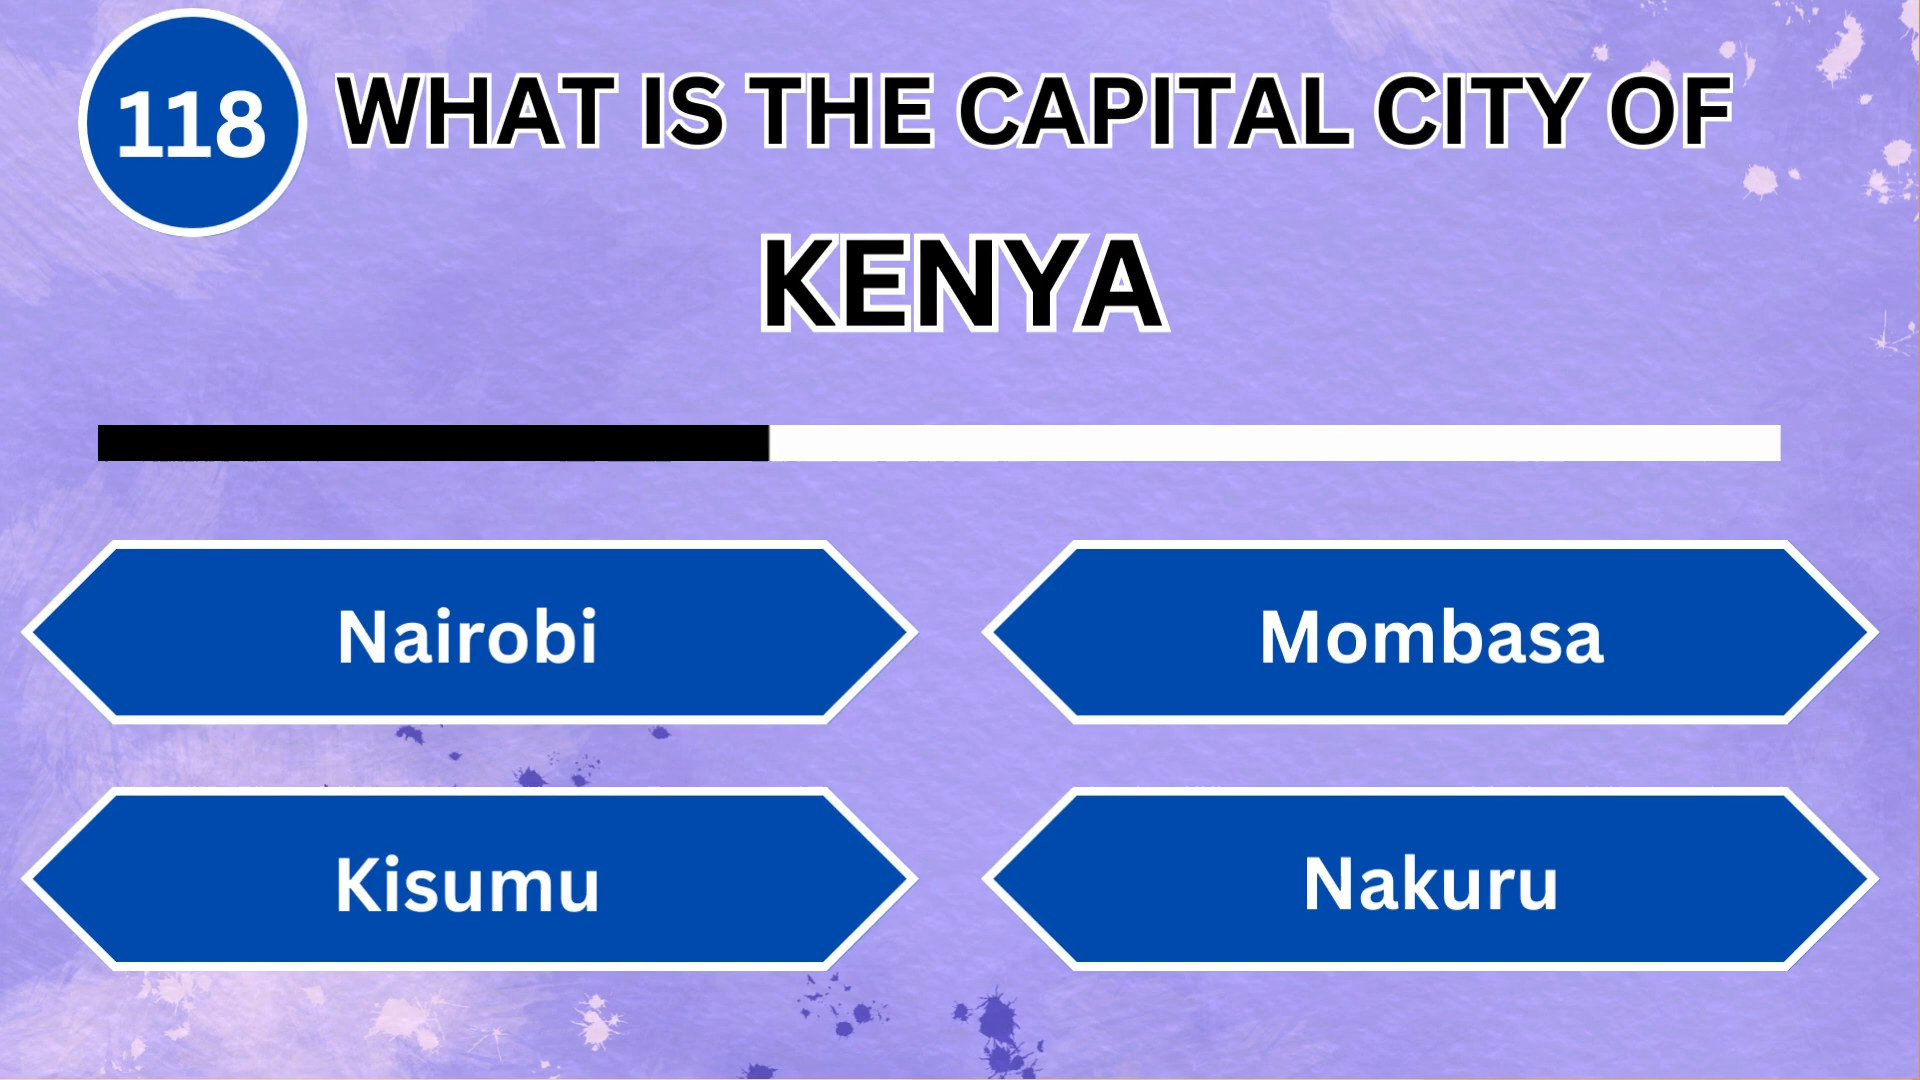 118
WHAT IS THE CAPITAL CITY OF
KENYA
Nairobi
Mombasa
Kisumu
Nakuru